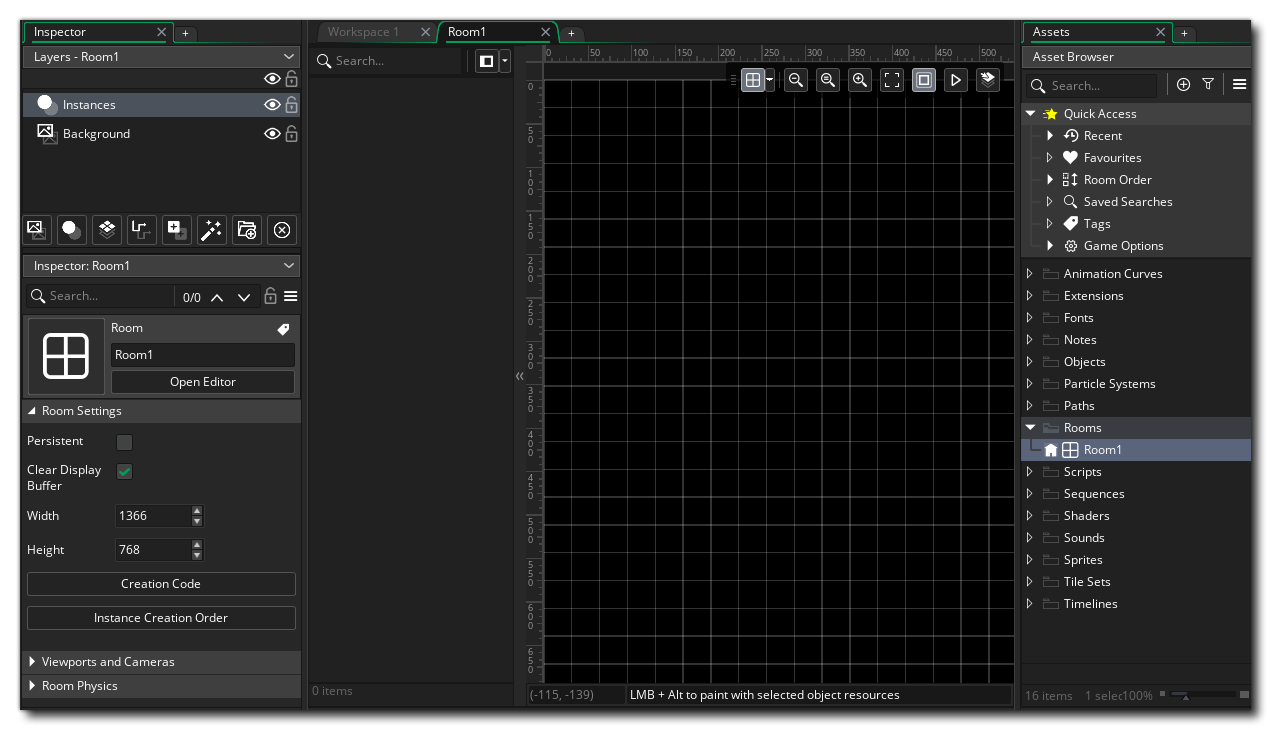 Inspector
Layers - Room1
Instances
Background
Inspector: Room1
Search...
0/0
Room
Room1
Open Editor
Room Settings
Persistent
Clear Display
Buffer
Width
1366
Height
768
Creation Code
Instance Creation Order
Viewports and Cameras
Room Physics
Workspace 1
Room1
Search...
0 items
0
50
100
150
200
250
300
350
400
450
500
0
50
100
150
200
250
300
350
400
450
500
550
600
650
(-115, -139)
LMB + Alt to paint with selected object resources
Assets
Asset Browser
Search...
Quick Access
Recent
Favourites
Room Order
Saved Searches
Tags
Game Options
Animation Curves
Extensions
Fonts
Notes
Objects
Particle Systems
Paths
Rooms
Room1
Scripts
Sequences
Shaders
Sounds
Sprites
Tile Sets
Timelines
16 items
1 selec
100%